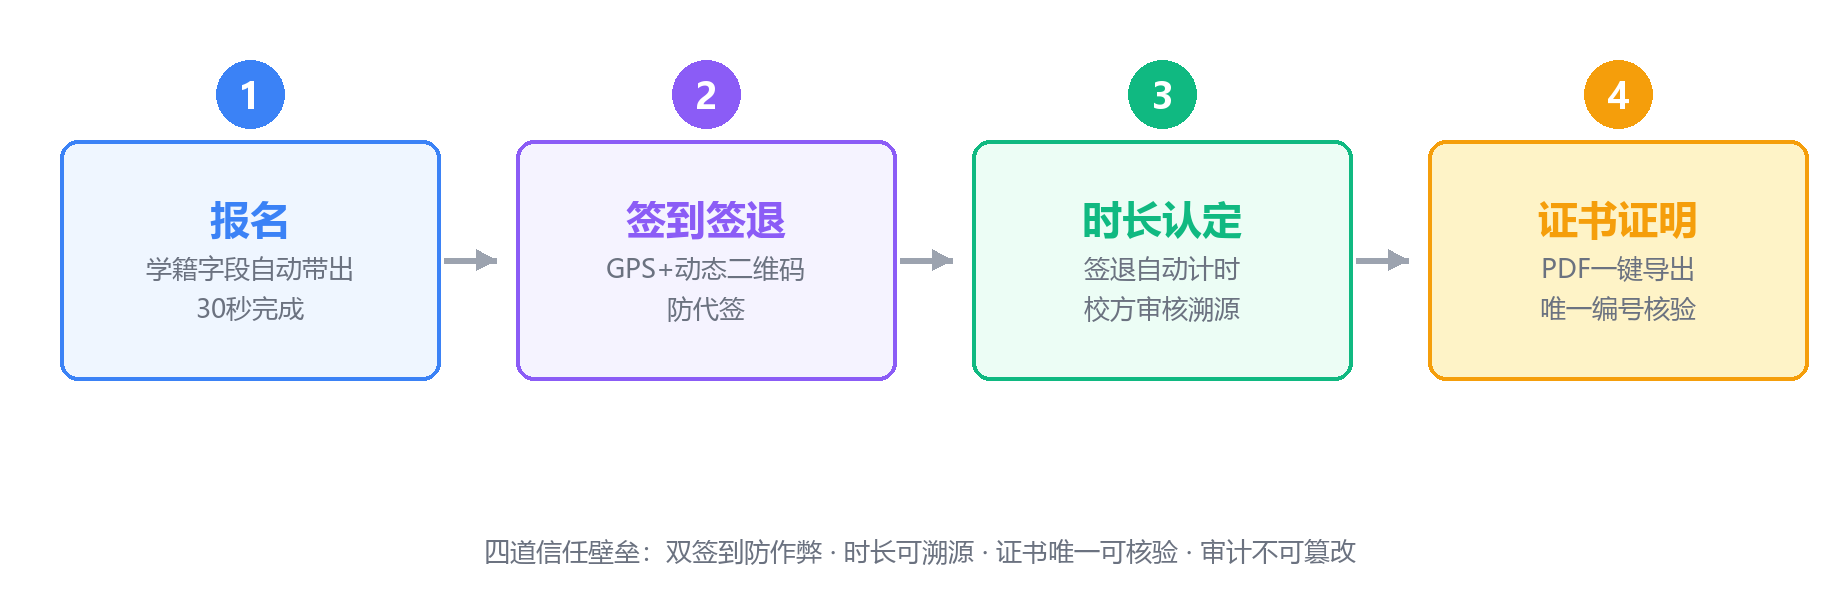 1
报名
学籍字段自动带出
30秒完成
2
签到签退
GPS+动态二维码
防代签
3
时长认定
签退自动计时
校方审核溯源
4
证书证明
PDF一键导出
唯一编号核验
四道信任壁垒：双签到防作弊 · 时长可溯源 · 证书唯一可核验 · 审计不可篡改